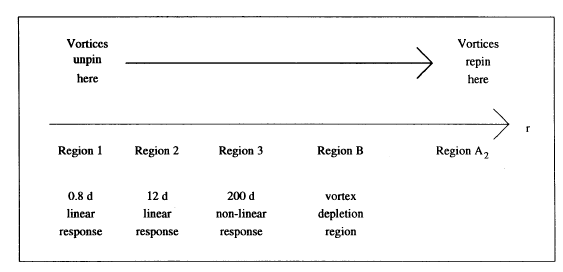 Vortices Vortices
unpin repin
here here
r
Region 1 Region 2 Region 3 Region B Region A2
0.8 d 12 d 200 d vortex
linear linear non-linear depletion
response response response region